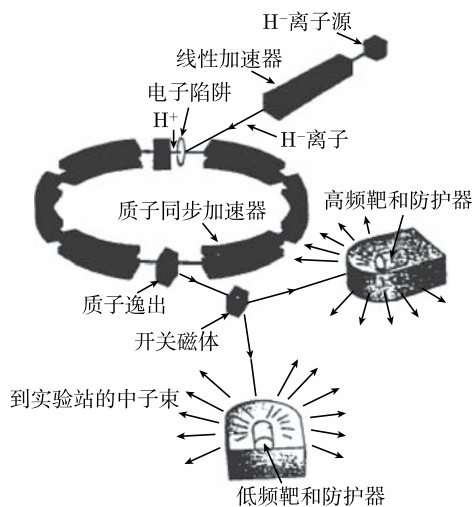 H⁻离子源
线性加速器
电子陷阱
H⁺
H⁻离子
质子同步加速器
高频靶和防护器
质子逸出
开关磁体
到实验站的中子束
低频靶和防护器